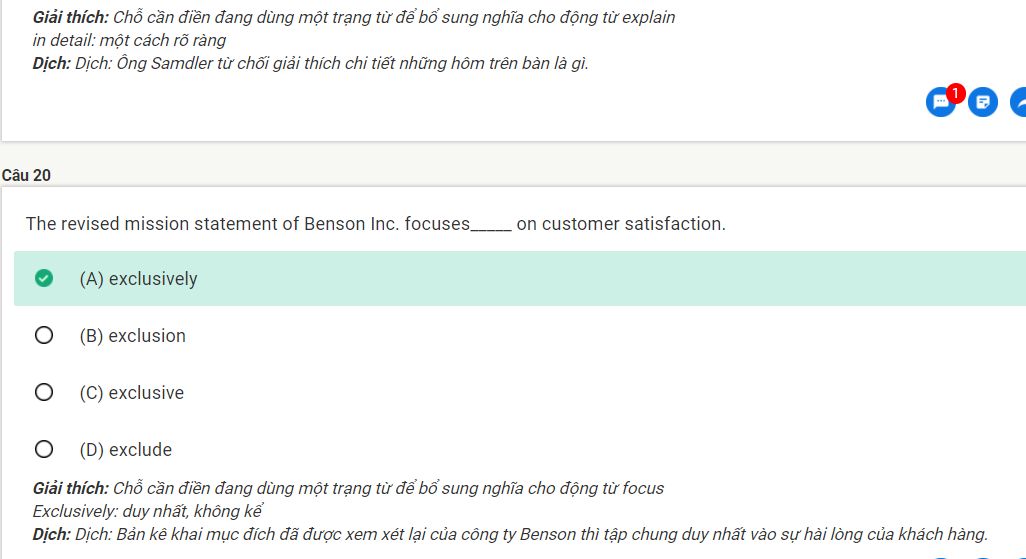 Giải thích: Chỗ cần điền đang dùng một trạng từ để bổ sung nghĩa cho động từ explain
in detail: một cách rõ ràng
Dịch: Dịch: Ông Samdler từ chối giải thích chi tiết những hôm trên bàn là gì.
1
Câu 20
The revised mission statement of Benson Inc. focuses_____ on customer satisfaction.
(A) exclusively
(B) exclusion
(C) exclusive
(D) exclude
Giải thích: Chỗ cần điền đang dùng một trạng từ để bổ sung nghĩa cho động từ focus
Exclusively: duy nhất, không kể
Dịch: Dịch: Bản kê khai mục đích đã được xem xét lại của công ty Benson thì tập chung duy nhất vào sự hài lòng của khách hàng.